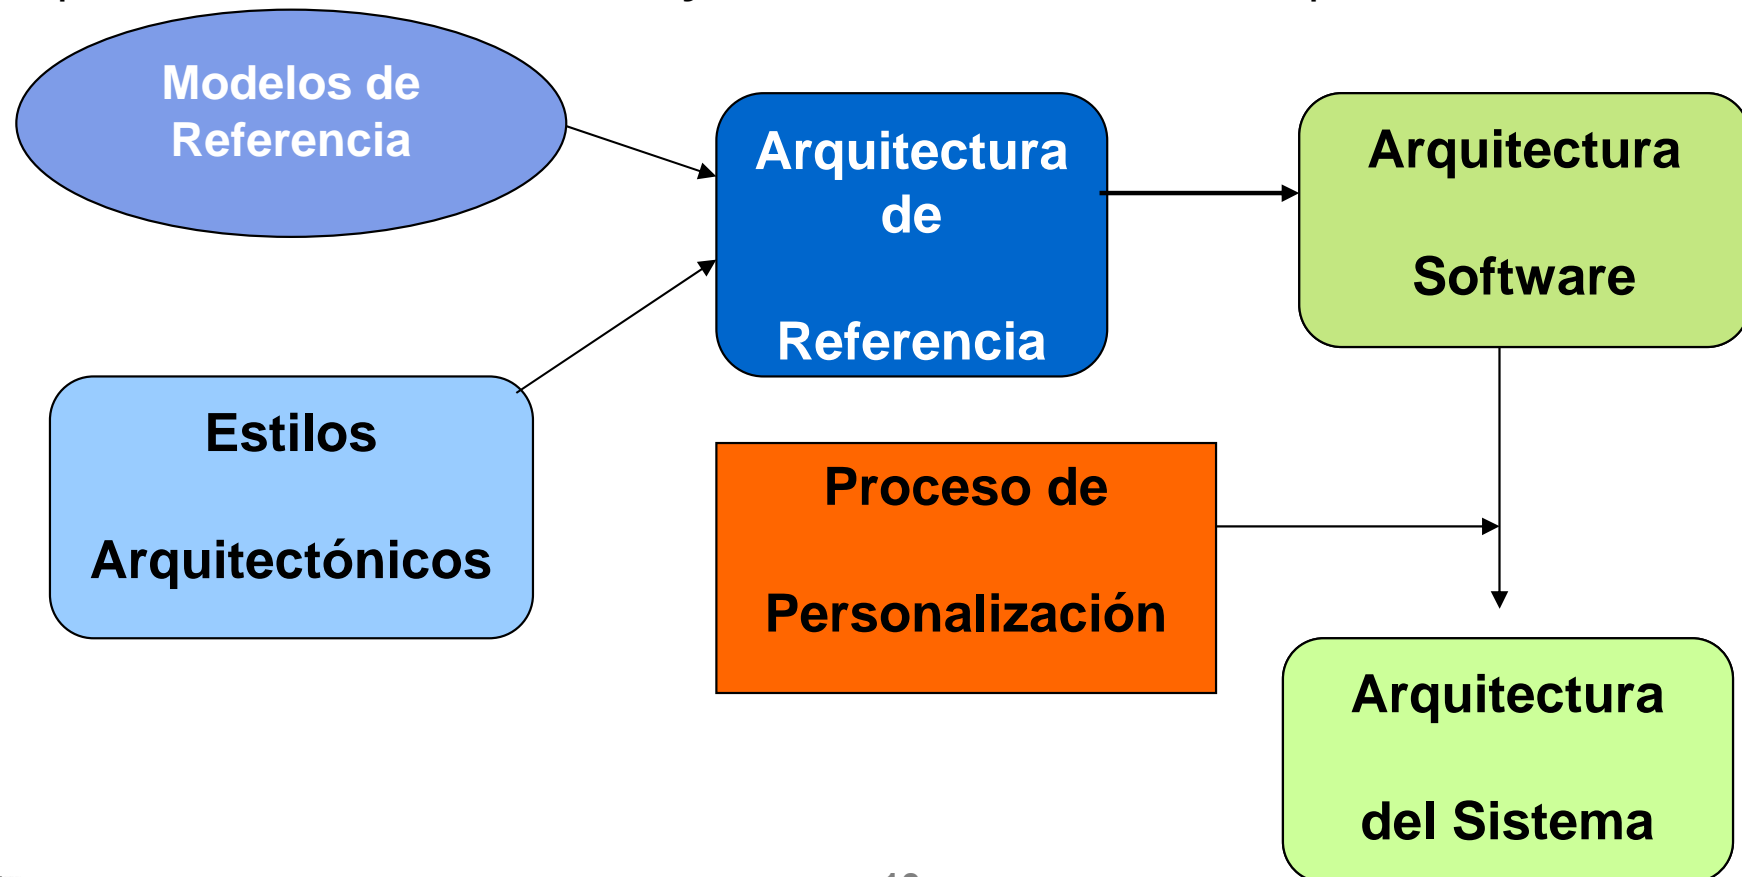 Modelos de
Referencia
Arquitectura
de
Referencia
Arquitectura
Software
Estilos
Arquitectónicos
Proceso de
Personalización
Arquitectura
del Sistema